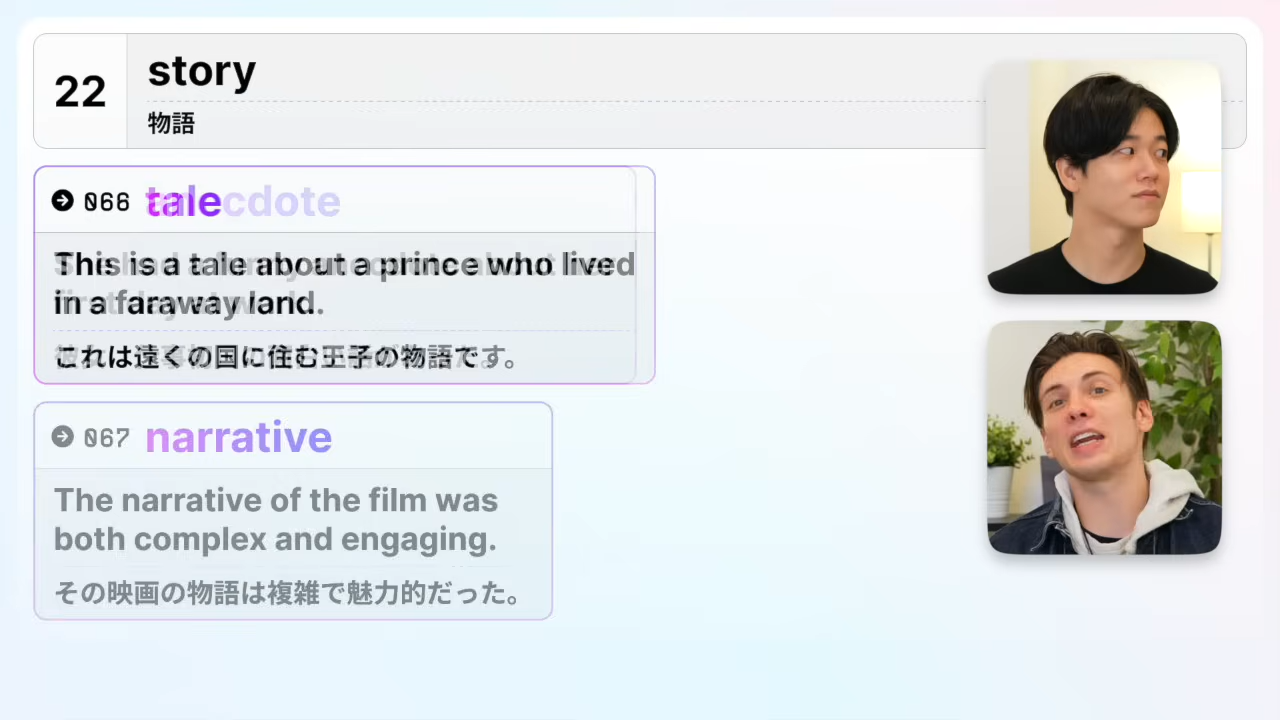 22
story
物語
066 tale
This is a tale about a prince who lived
in a faraway land.
これは遠くの国に住む王子の物語です。
067 narrative
The narrative of the film was
both complex and engaging.
その映画の物語は複雑で魅力的だった。